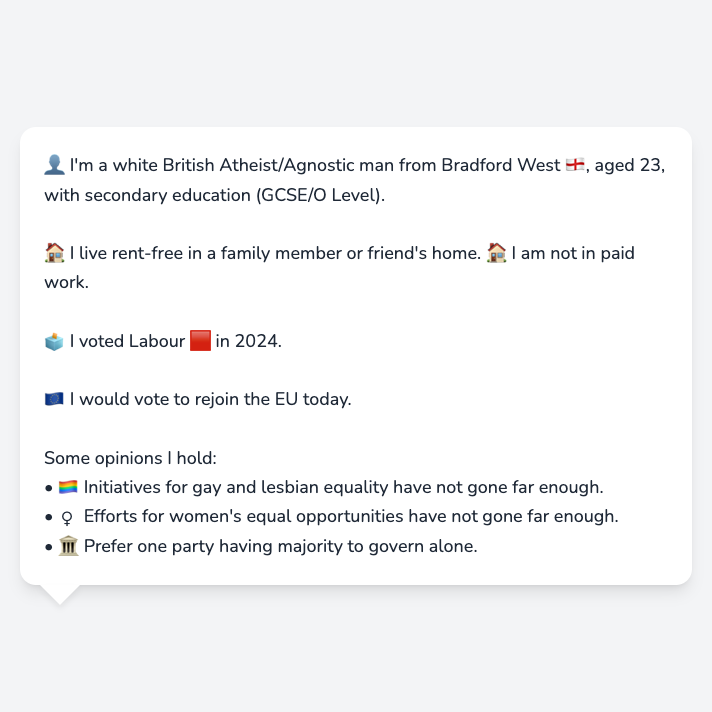 👤 I'm a white British Atheist/Agnostic man from Bradford West 🏴󠁧󠁢󠁥󠁮󠁧󠁿, aged 23,
with secondary education (GCSE/O Level).
🏠 I live rent-free in a family member or friend's home. 🏠 I am not in paid
work.
🗳️ I voted Labour 🟥 in 2024.
🇪🇺 I would vote to rejoin the EU today.
Some opinions I hold:
• 🏳️‍🌈 Initiatives for gay and lesbian equality have not gone far enough.
• ♀ Efforts for women's equal opportunities have not gone far enough.
• 🏛️ Prefer one party having majority to govern alone.